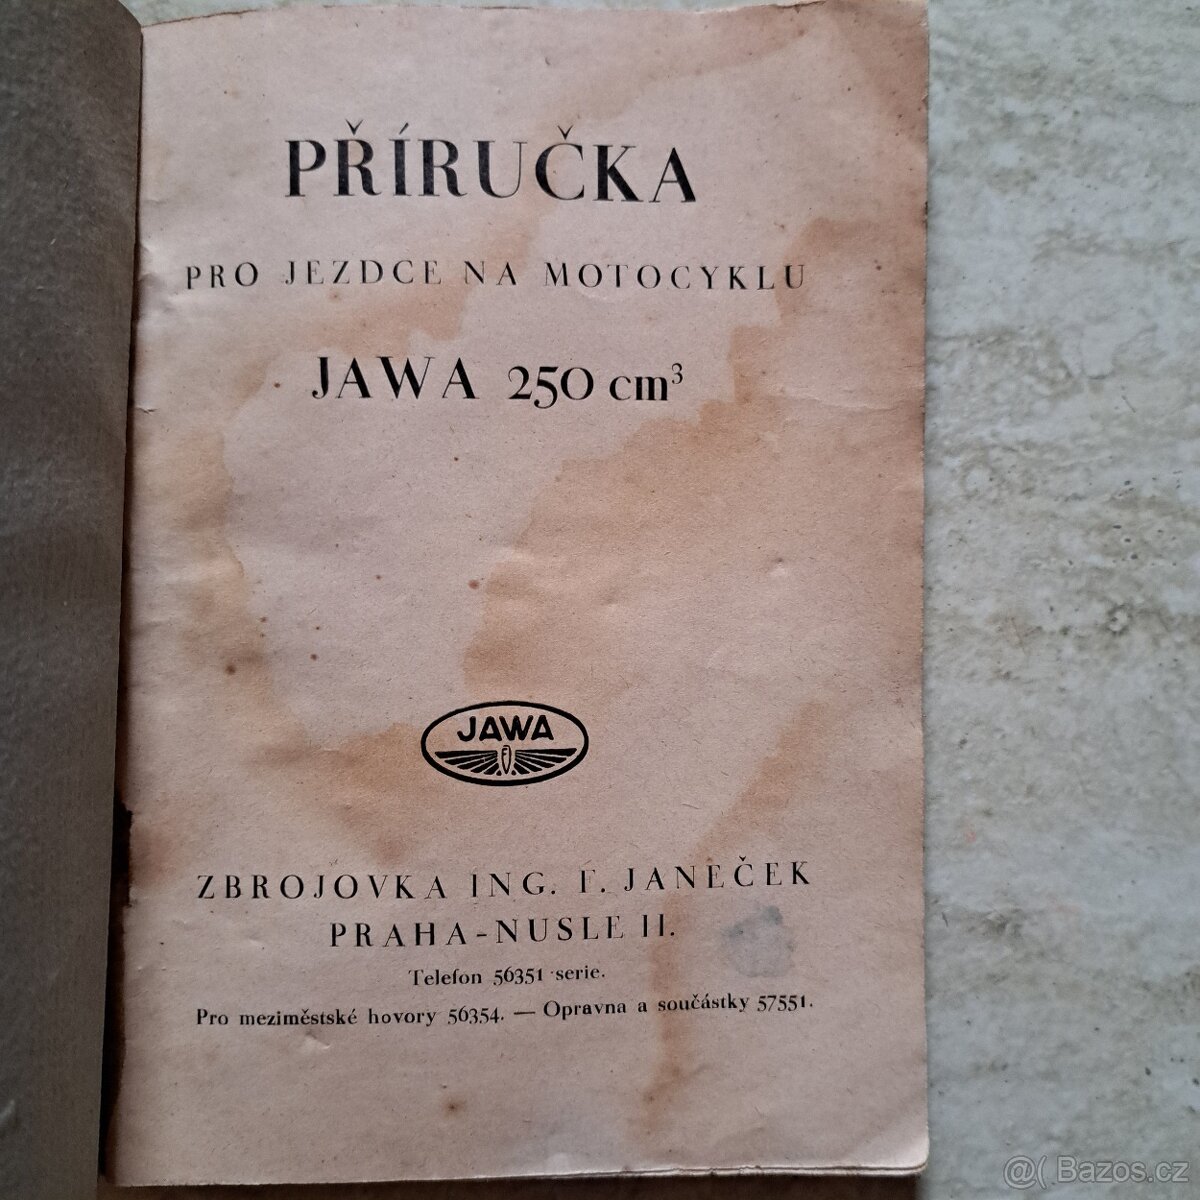 PŘÍRUČKA
PRO JEZDCE NA MOTOCYKLU
JAWA 250 cm³
JAWA
ZBROJOVKA ING. F. JANEČEK
PRAHA-NUSLE II.
Telefon 56351 serie.
Pro meziměstské hovory 56354. — Opravna a součástky 57551.
@( Bazos.cz